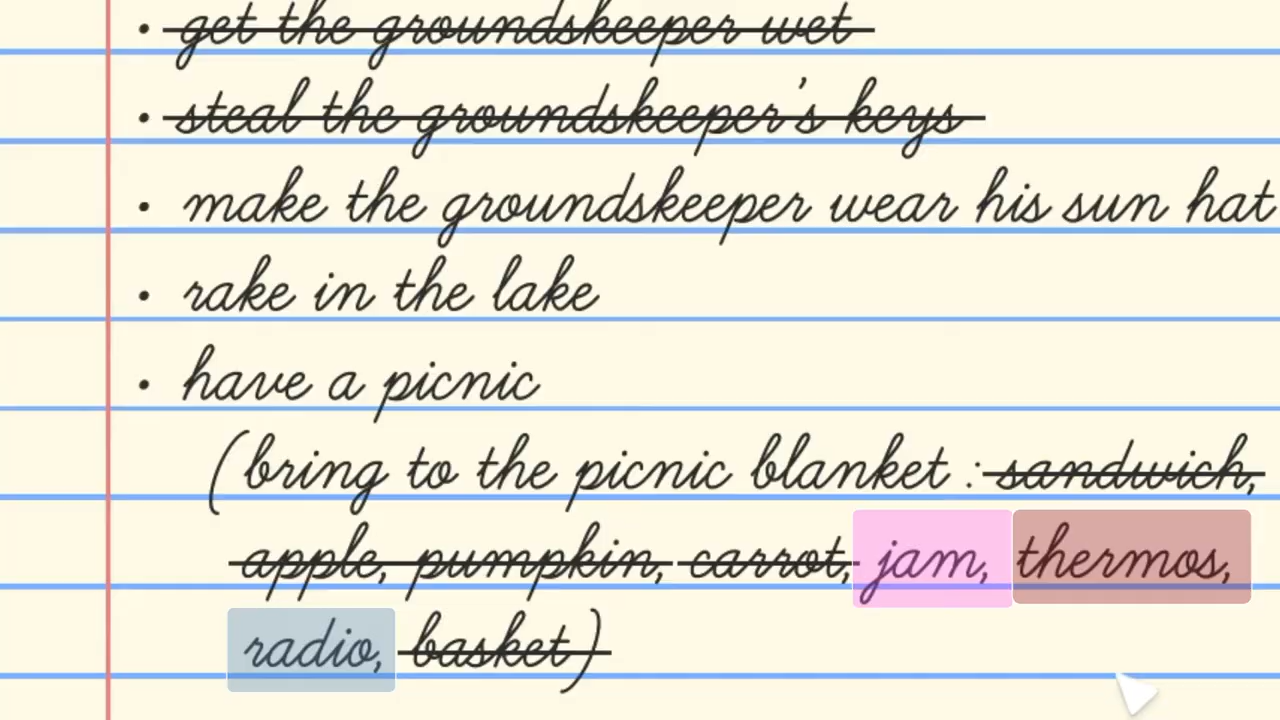 • get the groundskeeper wet
• steal the groundskeeper's keys
• make the groundskeeper wear his sun hat
• rake in the lake
• have a picnic
(bring to the picnic blanket : sandwich,
apple, pumpkin, carrot, jam, thermos,
radio, basket)